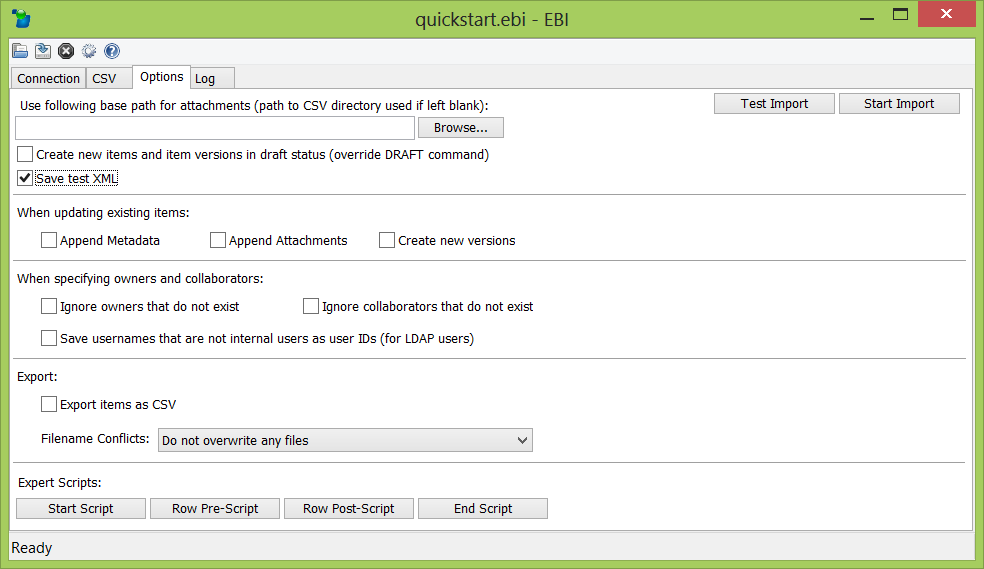 quickstart.ebi - EBI
Connection CSV Options Log
Use following base path for attachments (path to CSV directory used if left blank):
Test Import Start Import
Browse...
Create new items and item versions in draft status (override DRAFT command)
Save test XML
When updating existing items:
Append Metadata Append Attachments Create new versions
When specifying owners and collaborators:
Ignore owners that do not exist Ignore collaborators that do not exist
Save usernames that are not internal users as user IDs (for LDAP users)
Export:
Export items as CSV
Filename Conflicts: Do not overwrite any files
Expert Scripts:
Start Script Row Pre-Script Row Post-Script End Script
Ready